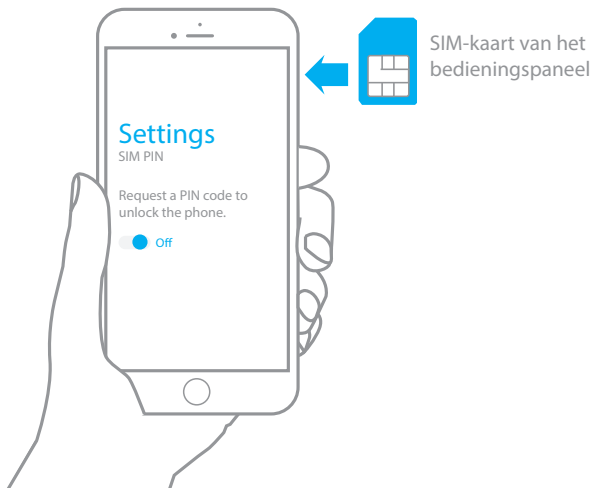 SIM-kaart van het
bedieningspaneel
Settings
SIM PIN
Request a PIN code to
unlock the phone.
Off